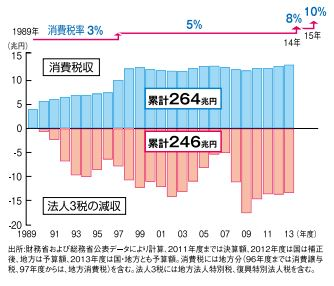 1989年 消費税率 3% 5% 8% 10%
14年 15年
(兆円)
15
10
5
0
-5
-10
-15
-20
消費税収
累計264兆円
累計246兆円
法人3税の減収
1989 91 93 95 97 99 2001 03 05 07 09 11 13 (年度)
出所:財務省および総務省公表データにより計算、2011年度までは決算額、2012年度は国は補正
後、地方は予算額、2013年度は国・地方とも予算額。消費税には地方分(96年度までは消費譲与
税、97年度からは、地方消費税)を含む。法人3税には地方法人特別税、復興特別法人税を含む。